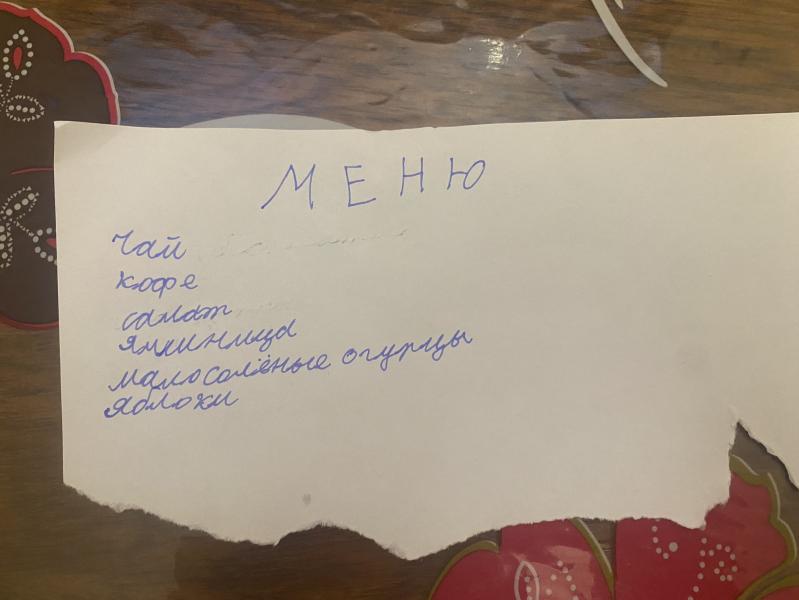 МЕНЮ
Чай
кофе
салат
яичница
малосолёные огурцы
яблоки